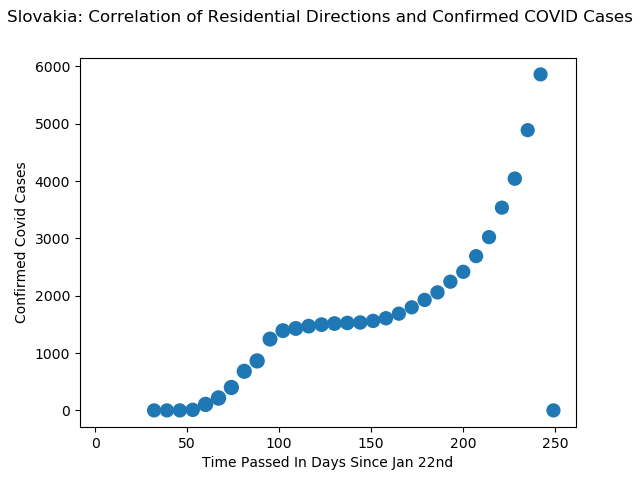 Slovakia: Correlation of Residential Directions and Confirmed COVID Cases
6000
5000
4000
3000
2000
1000
0
Confirmed Covid Cases
0 50 100 150 200 250
Time Passed In Days Since Jan 22nd